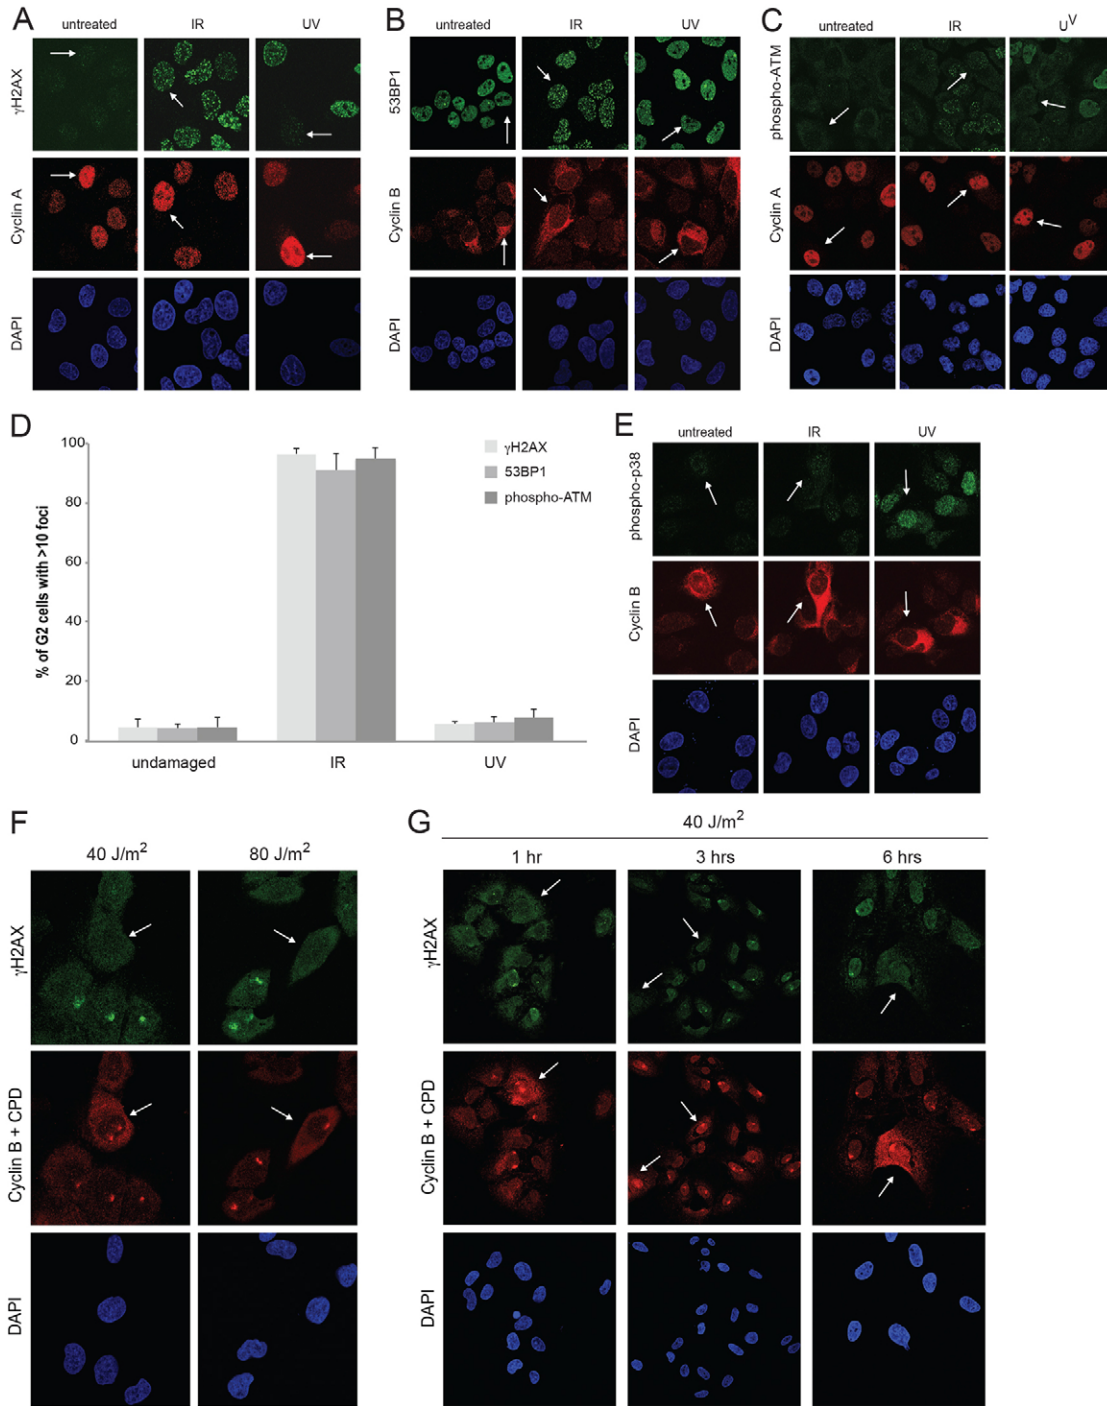 A
untreated IR UV
γH2AX
Cyclin A
DAPI
B
untreated IR UV
53BP1
Cyclin B
DAPI
C
untreated IR UV
phospho-ATM
Cyclin A
DAPI
D
% of G2 cells with >10 foci
100
80
60
40
20
0
γH2AX
53BP1
phospho-ATM
undamaged IR UV
E
untreated IR UV
phospho-p38
Cyclin B
DAPI
F
40 J/m² 80 J/m²
γH2AX
Cyclin B + CPD
DAPI
G
40 J/m²
1 hr 3 hrs 6 hrs
γH2AX
Cyclin B + CPD
DAPI